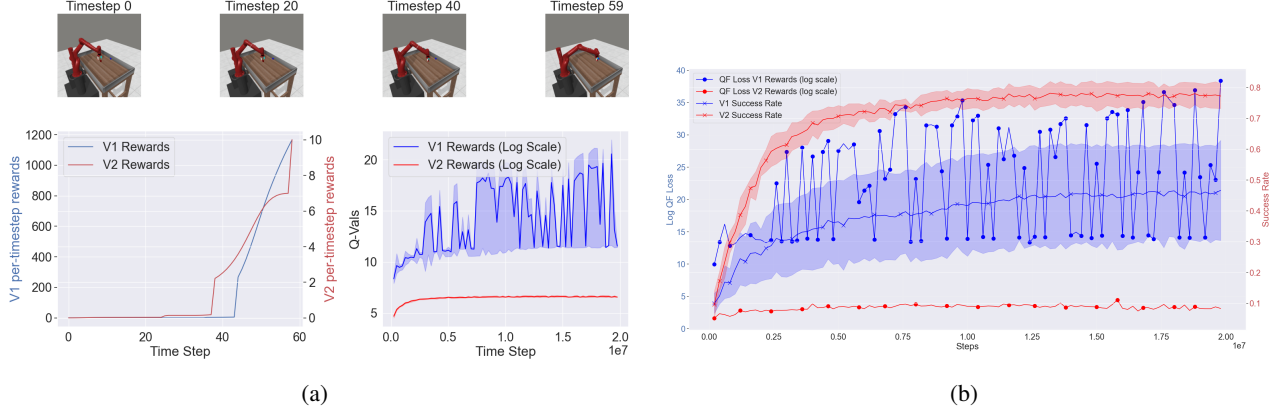 Timestep 0
Timestep 20
Timestep 40
Timestep 59
V1 per-timestep rewards
1200
1000
800
600
400
200
0
V1 Rewards
V2 Rewards
10
8
6
4
2
0
V2 per-timestep rewards
0
20
40
60
Time Step
Q-Vals
20
15
10
5
V1 Rewards (Log Scale)
V2 Rewards (Log Scale)
0.0
0.5
1.0
1.5
2.0
1e7
Time Step
(a)
Log QF Loss
40
35
30
25
20
15
10
5
0
QF Loss V1 Rewards (log scale)
QF Loss V2 Rewards (log scale)
V1 Success Rate
V2 Success Rate
0.8
0.7
0.6
0.5
0.4
0.3
0.2
0.1
Success Rate
0.00
0.25
0.50
0.75
1.00
1.25
1.50
1.75
2.00
1e7
Steps
(b)